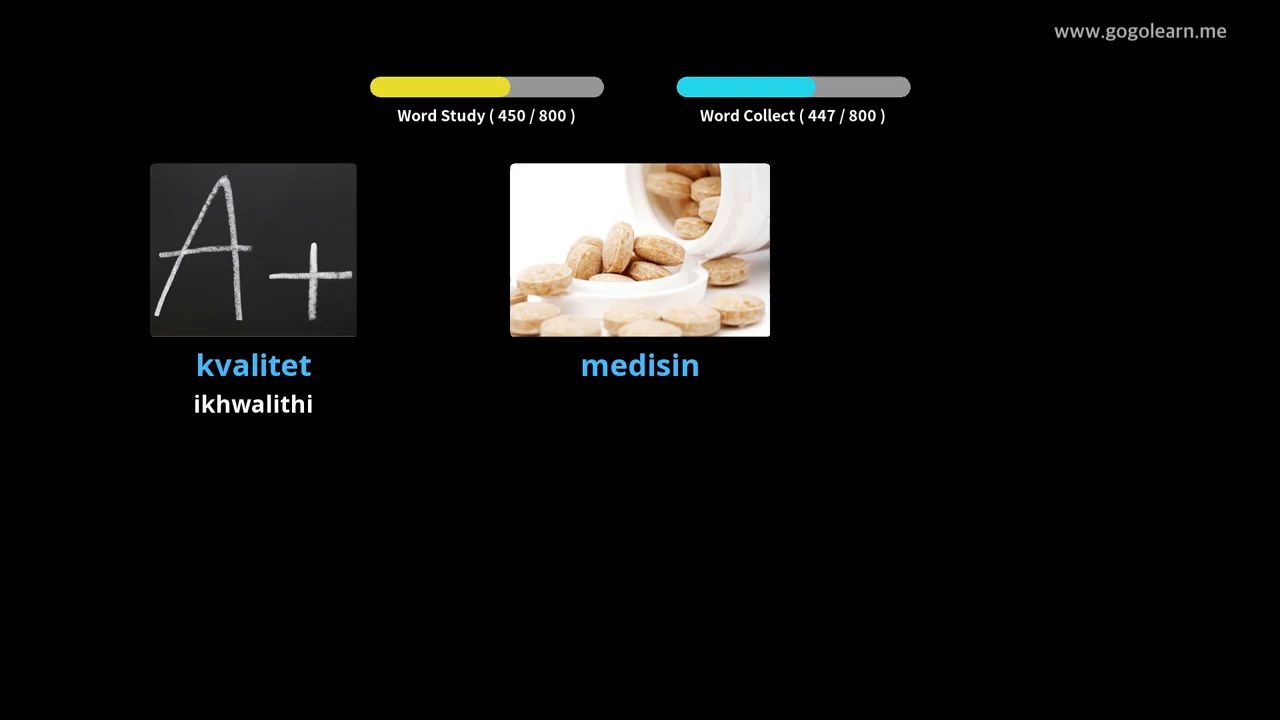 www.gogolearn.me
Word Study ( 450 / 800 )
Word Collect ( 447 / 800 )
A+
kvalitet
ikhwalithi
medisin